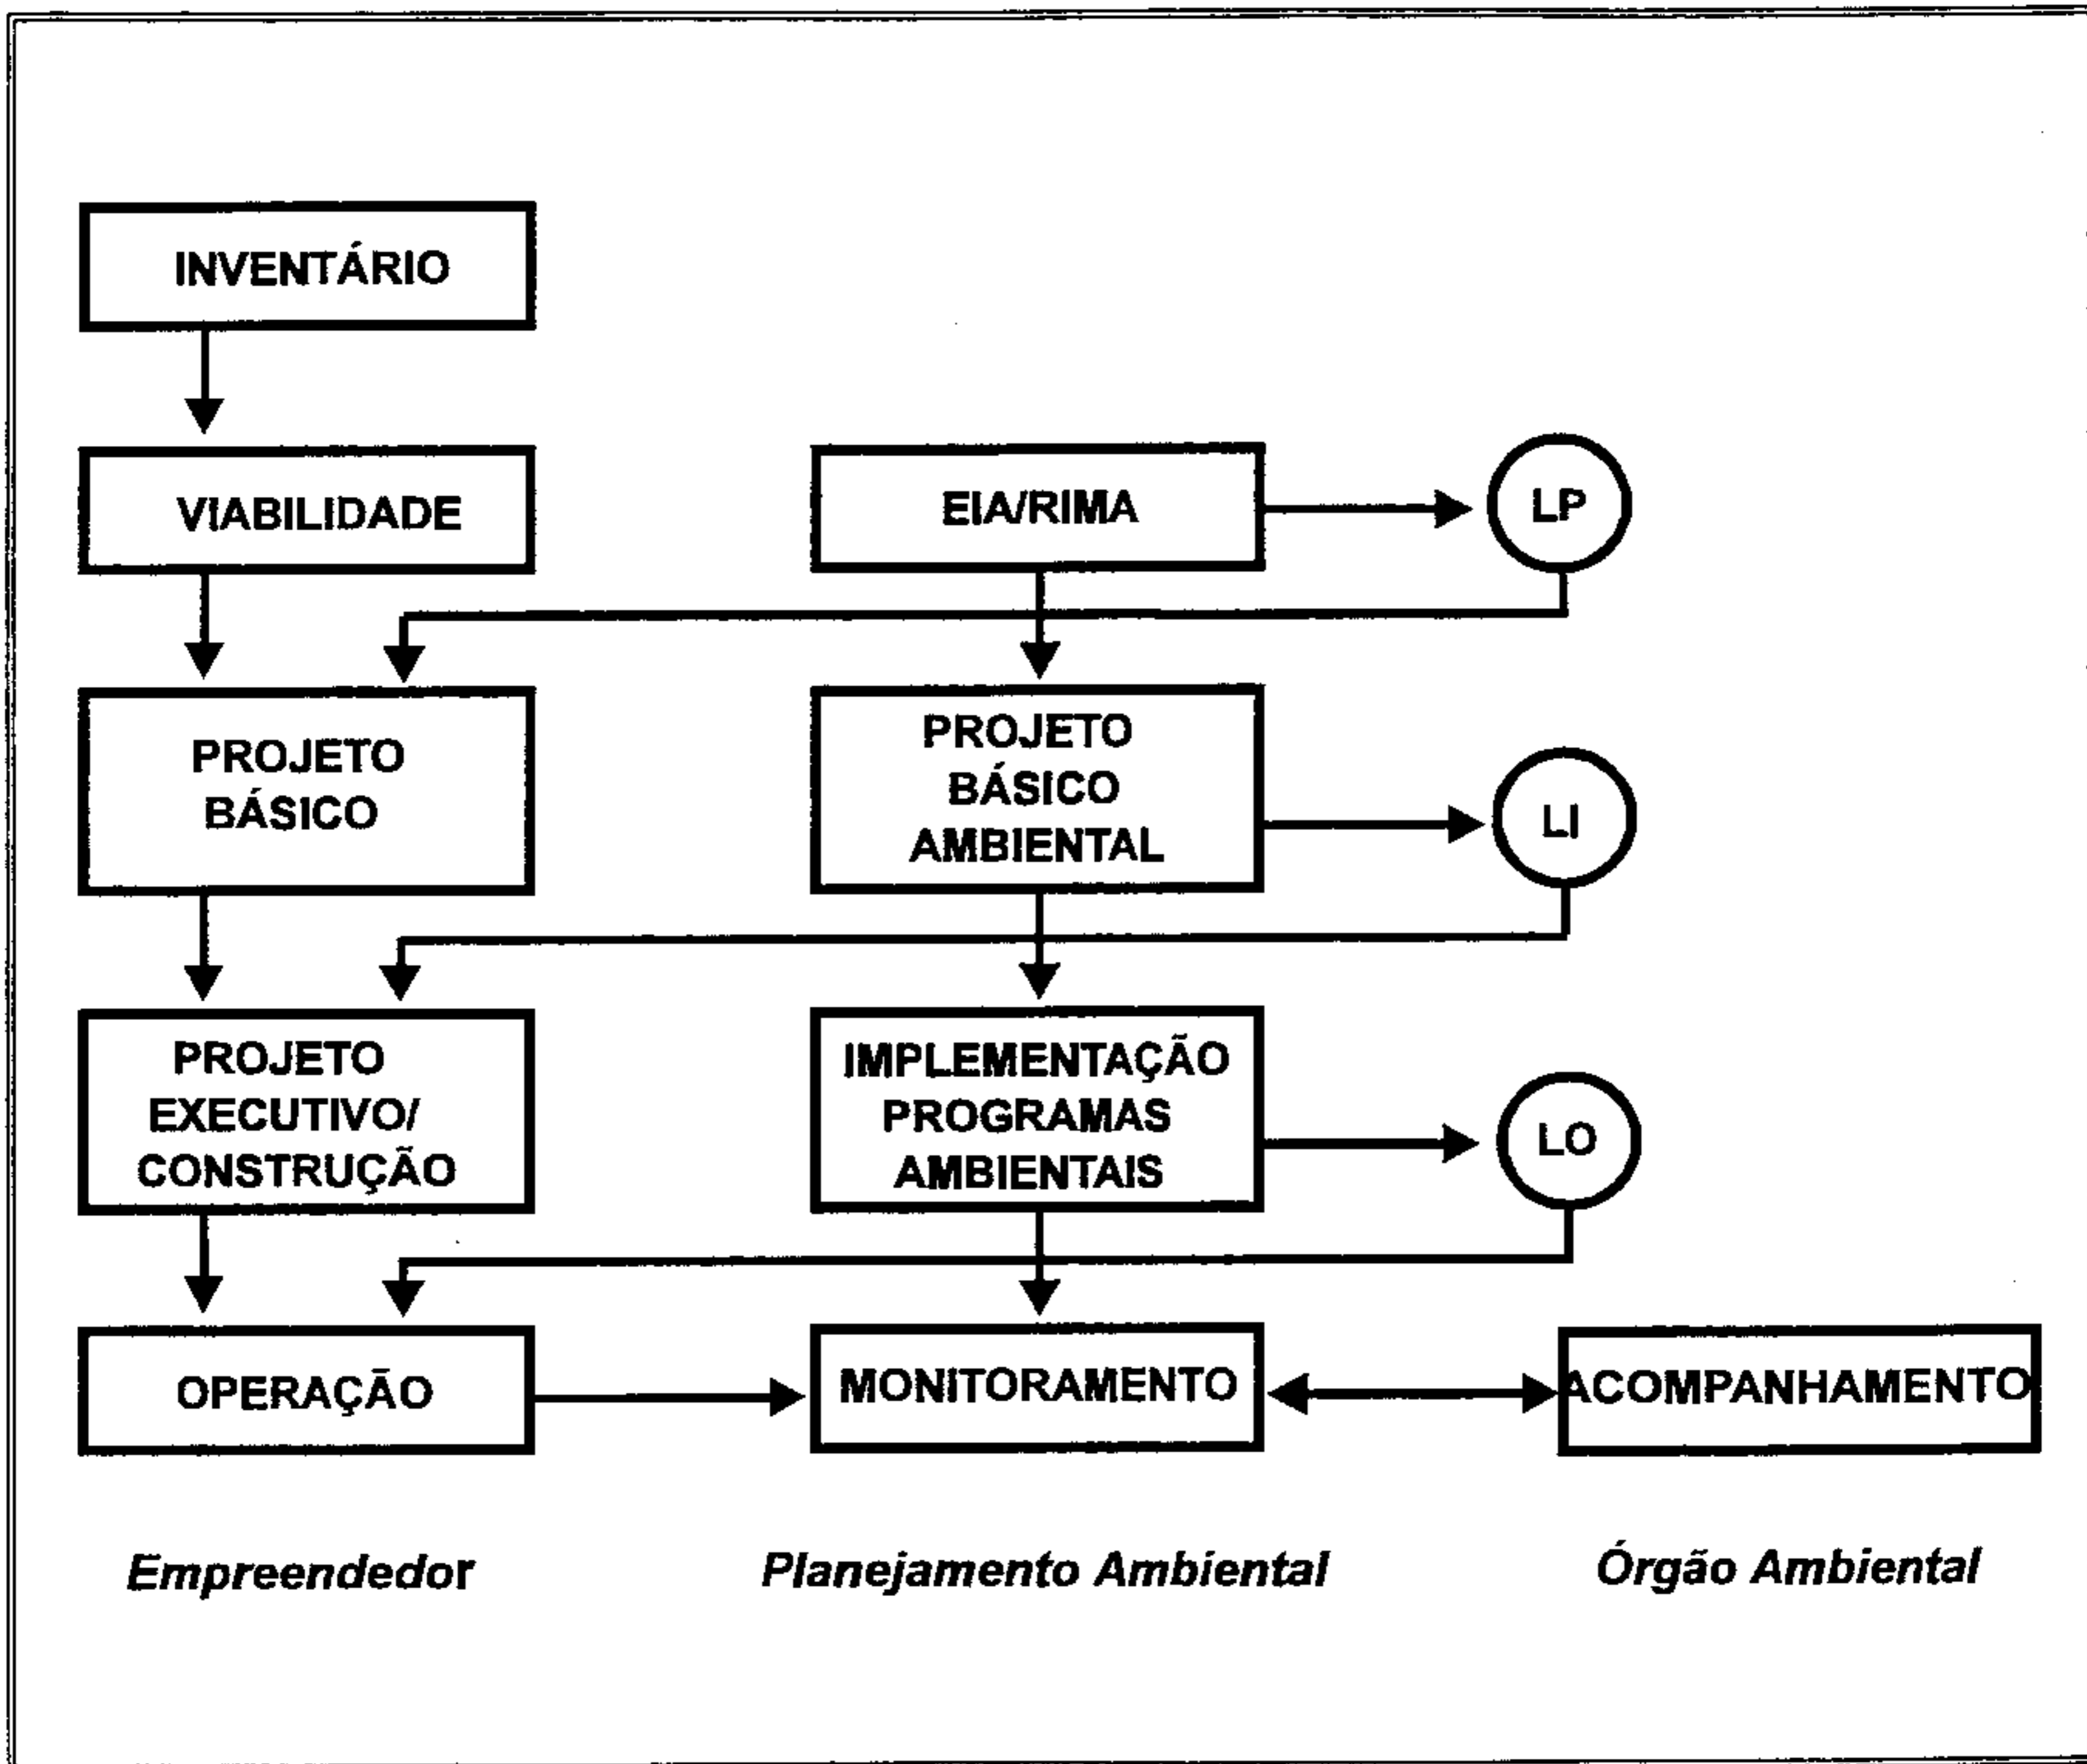 INVENTÁRIO
VIABILIDADE
EIA/RIMA
LP
PROJETO
BÁSICO
PROJETO
BÁSICO
AMBIENTAL
LI
PROJETO
EXECUTIVO/
CONSTRUÇÃO
IMPLEMENTAÇÃO
PROGRAMAS
AMBIENTAIS
LO
OPERAÇÃO
MONITORAMENTO
ACOMPANHAMENTO
Empreendedor
Planejamento Ambiental
Órgão Ambiental